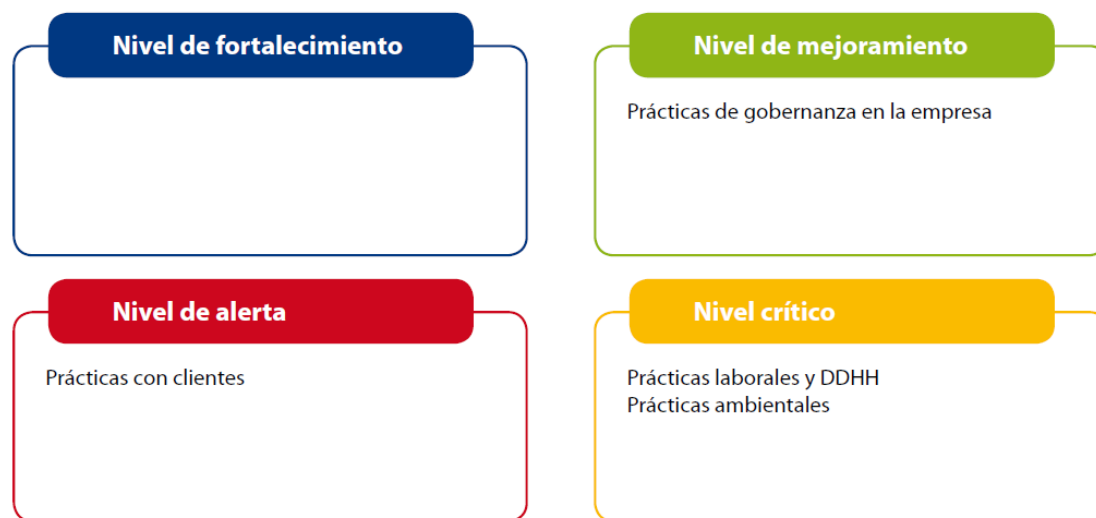 Nivel de fortalecimiento
Nivel de mejoramiento
Prácticas de gobernanza en la empresa
Nivel de alerta
Prácticas con clientes
Nivel crítico
Prácticas laborales y DDHH
Prácticas ambientales